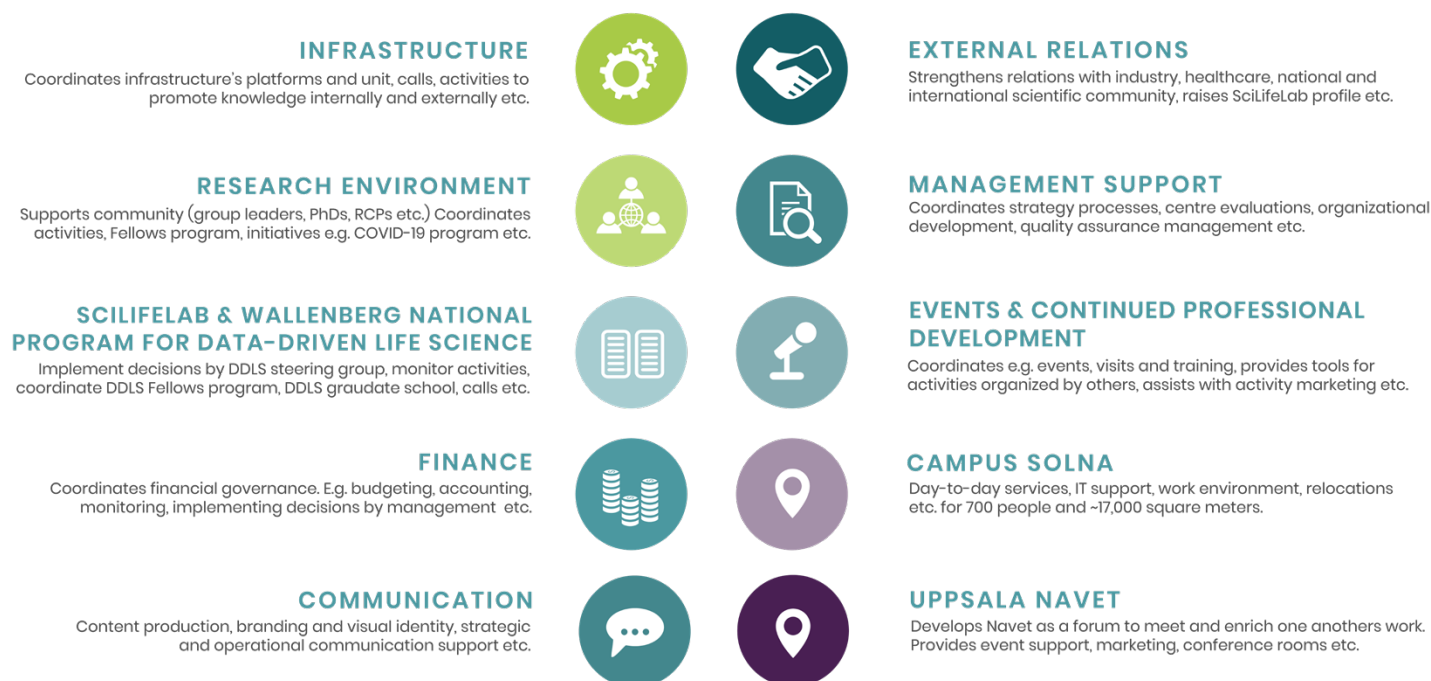 INFRASTRUCTURE
Coordinates infrastructure's platforms and unit, calls, activities to
promote knowledge internally and externally etc.
EXTERNAL RELATIONS
Strengthens relations with industry, healthcare, national and
international scientific community, raises SciLifeLab profile etc.
RESEARCH ENVIRONMENT
Supports community (group leaders, PhDs, RCPs etc.) Coordinates
activities, Fellows program, initiatives e.g. COVID-19 program etc.
MANAGEMENT SUPPORT
Coordinates strategy processes, centre evaluations, organizational
development, quality assurance management etc.
SCILIFELAB & WALLENBERG NATIONAL
PROGRAM FOR DATA-DRIVEN LIFE SCIENCE
Implement decisions by DDLS steering group, monitor activities,
coordinate DDLS Fellows program, DDLS graudate school, calls etc.
EVENTS & CONTINUED PROFESSIONAL
DEVELOPMENT
Coordinates e.g. events, visits and training, provides tools for
activities organized by others, assists with activity marketing etc.
FINANCE
Coordinates financial governance. E.g. budgeting, accounting,
monitoring, implementing decisions by management etc.
CAMPUS SOLNA
Day-to-day services, IT support, work environment, relocations
etc. for 700 people and ~17,000 square meters.
COMMUNICATION
Content production, branding and visual identity, strategic
and operational communication support etc.
UPPSALA NAVET
Develops Navet as a forum to meet and enrich one anothers work.
Provides event support, marketing, conference rooms etc.